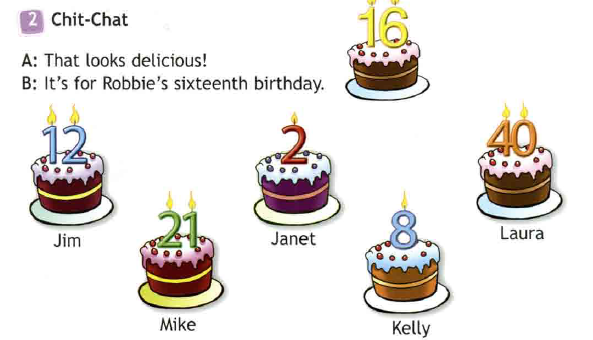 2 Chit-Chat
16
A: That looks delicious!
B: It's for Robbie's sixteenth birthday.
12
2
40
Jim
21
Janet
8
Laura
Mike
Kelly